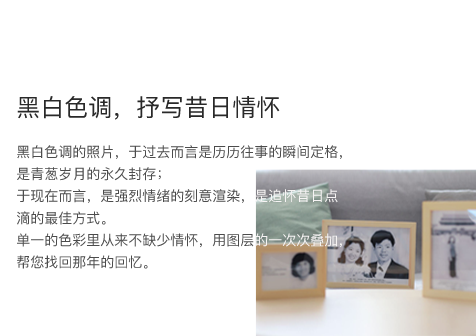 黑白色调，抒写昔日情怀
黑白色调的照片，于过去而言是历历往事的瞬间定格，
是青葱岁月的永久封存；
于现在而言，是强烈情绪的刻意渲染，是追怀昔日点
滴的最佳方式。
单一的色彩里从来不缺少情怀，用图层的一次次叠加，
帮您找回那年的回忆。